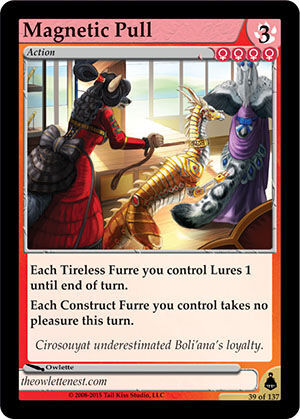 Magnetic Pull 3
Action
Each Tireless Furre you control Lures 1
until end of turn.
Each Construct Furre you control takes no
pleasure this turn.
Cirosouyat underestimated Boli'ana's loyalty.
Owlette
theowlettenest.com
© 2008-2015 Tail Kiss Studio, LLC
39 of 137